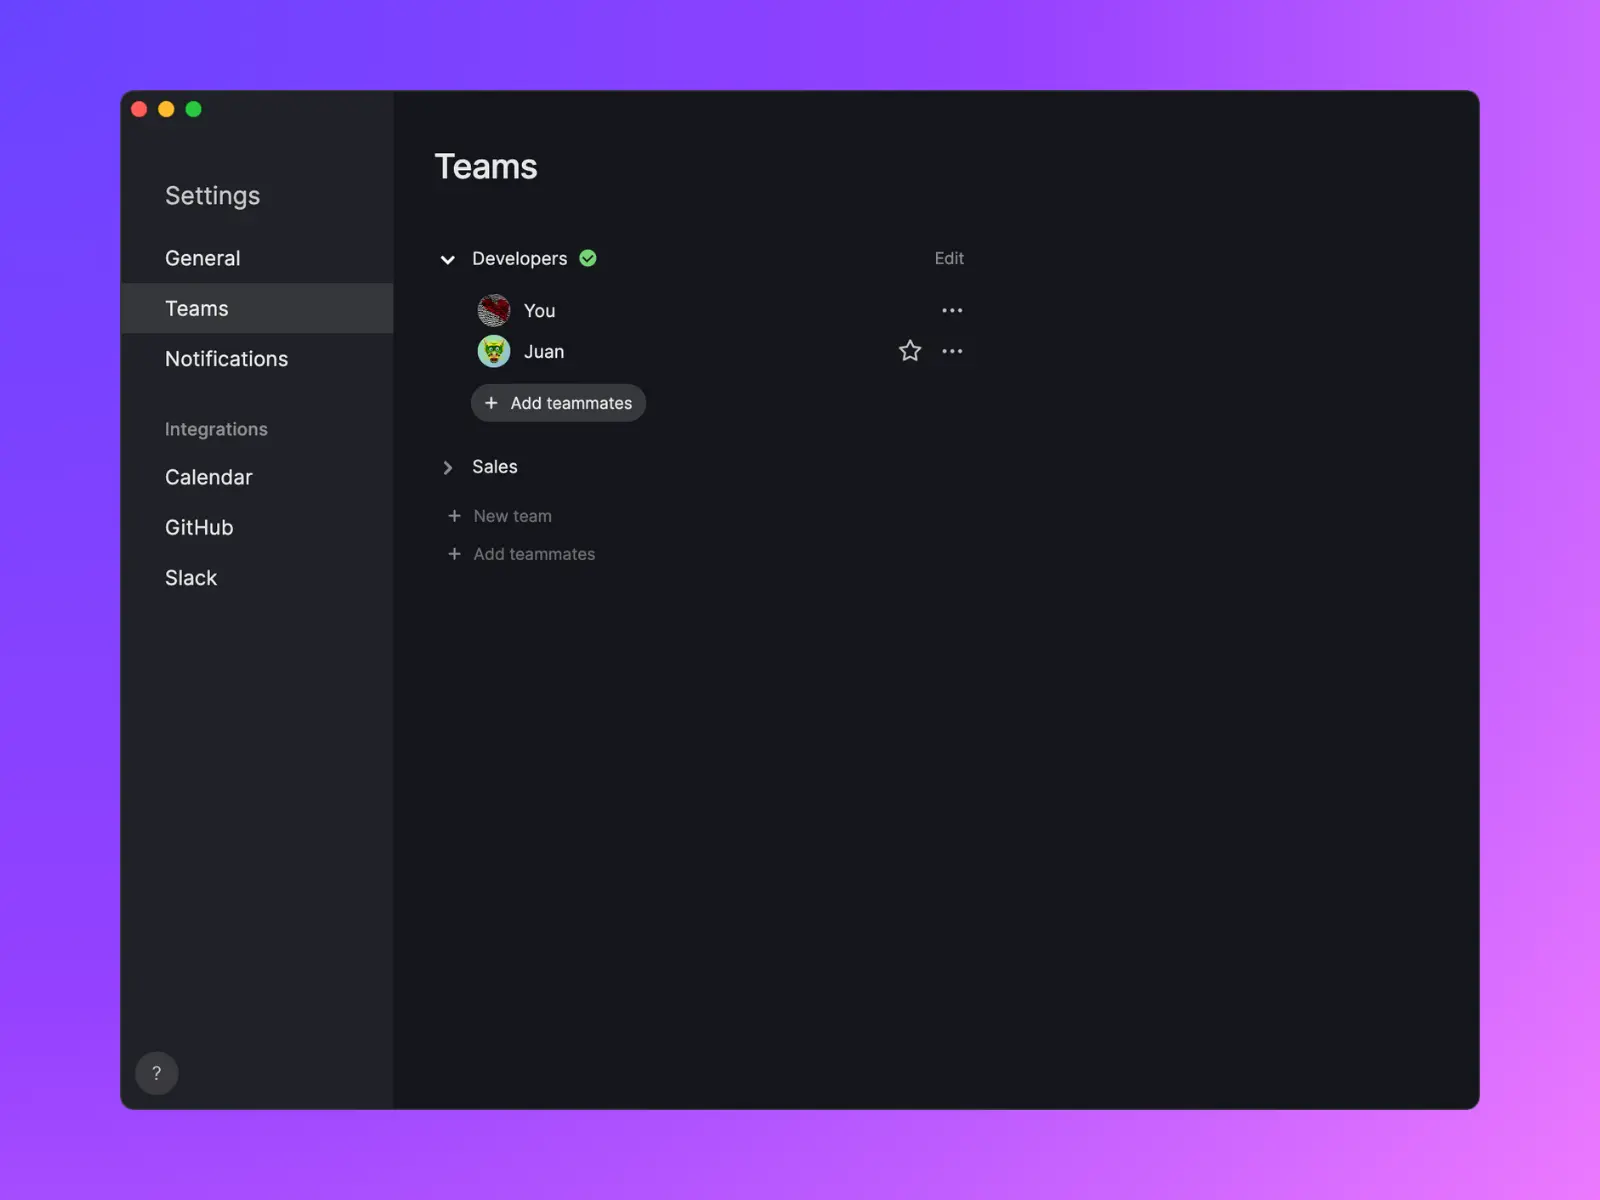 Settings
General
Teams
Notifications
Integrations
Calendar
GitHub
Slack
?
Teams
Developers
Edit
You
Juan
+ Add teammates
Sales
+ New team
+ Add teammates